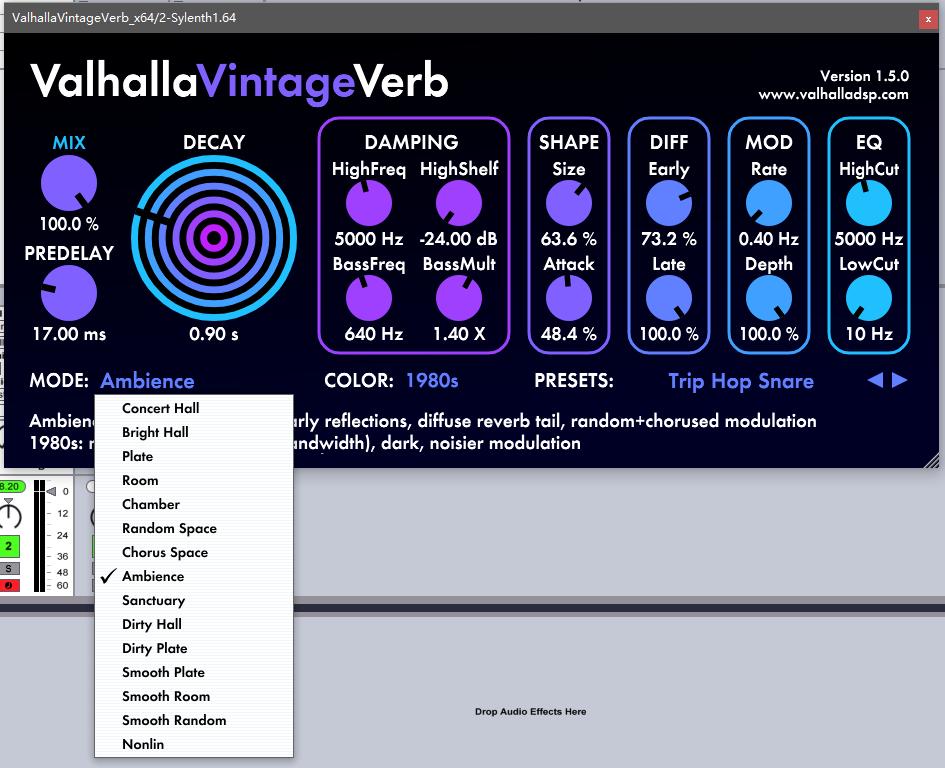 ValhallaVintageVerb_x64/2-Sylenth1.64
x
ValhallaVintageVerb
Version 1.5.0
www.valhalladsp.com
MIX
100.0 %
PREDELAY
17.00 ms
DECAY
0.90 s
DAMPING
HighFreq HighShelf
5000 Hz -24.00 dB
BassFreq BassMult
640 Hz 1.40 X
SHAPE
Size
63.6 %
Attack
48.4 %
DIFF
Early
73.2 %
Late
100.0 %
MOD
Rate
0.40 Hz
Depth
100.0 %
EQ
HighCut
5000 Hz
LowCut
10 Hz
MODE: Ambience COLOR: 1980s PRESETS: Trip Hop Snare
reflections, diffuse reverb tail, random+chorused modulation
1980s: dark, noisier modulation
Concert Hall
Bright Hall
Plate
Room
Chamber
Random Space
Chorus Space
Ambience
Sanctuary
Dirty Hall
Dirty Plate
Smooth Plate
Smooth Room
Smooth Random
Nonlin
8.20
0
12
24
36
48
60
2
S
Drop Audio Effects Here